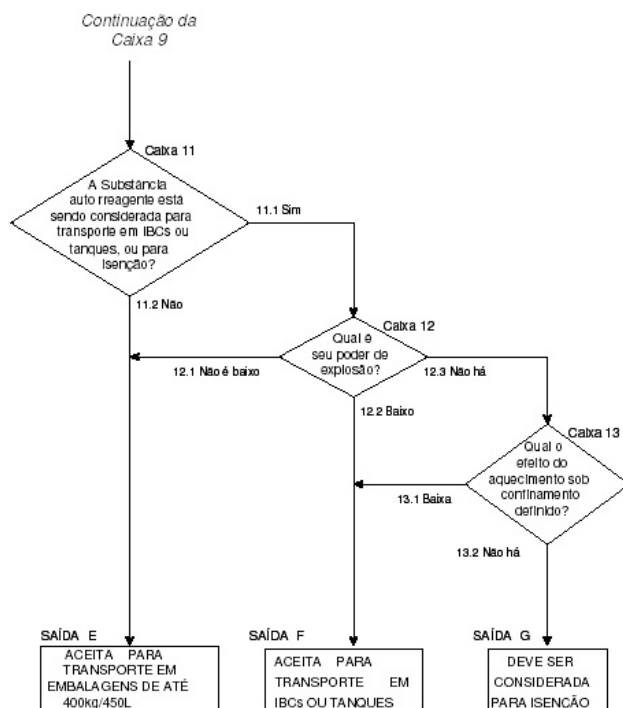 Continuação da
Caixa 9
Caixa 11
A Substância
auto rreagente está
sendo considerada para
transporte em IBCs ou
tanques, ou para
isenção?
11.1 Sim
11.2 Não
Caixa 12
Qual é
seu poder de
explosão?
12.1 Não é baixo
12.3 Não há
12.2 Baixo
Caixa 13
Qual o
efeito do
aquecimento sob
confinamento
definido?
13.1 Baixa
13.2 Não há
SAÍDA E
ACEITA PARA
TRANSPORTE EM
EMBALAGENS DE ATÉ
400kg/450L
SAÍDA F
ACEITA PARA
TRANSPORTE EM
IBCs OU TANQUES
SAÍDA G
DEVE SER
CONSIDERADA
PARA ISENÇÃO